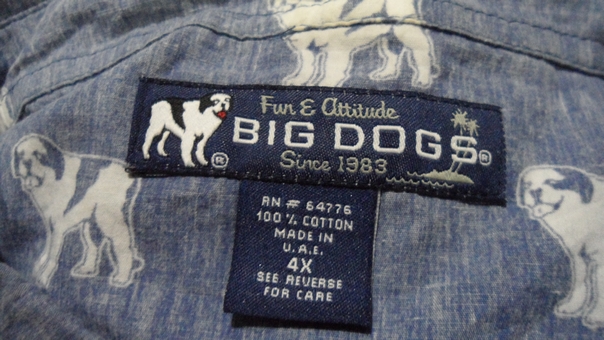 Fun & Attitude
BIG DOGS®
Since 1983
®
RN # 64776
100% COTTON
MADE IN
U.A.E.
4X
SEE REVERSE
FOR CARE